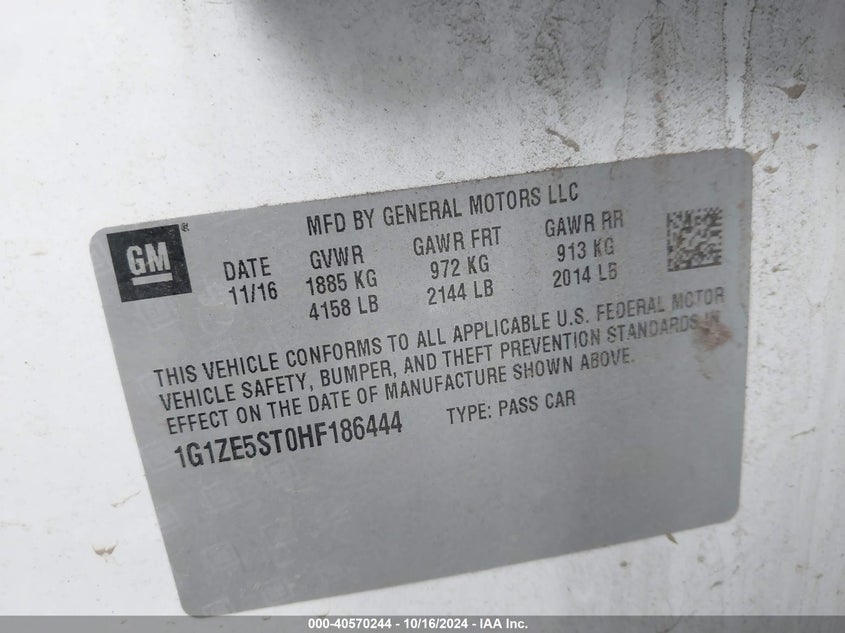 GM
MFD BY GENERAL MOTORS LLC
DATE GVWR GAWR FRT GAWR RR
11/16 1885 KG 972 KG 913 KG
4158 LB 2144 LB 2014 LB
THIS VEHICLE CONFORMS TO ALL APPLICABLE U.S. FEDERAL MOTOR
VEHICLE SAFETY, BUMPER, AND THEFT PREVENTION STANDARDS IN
EFFECT ON THE DATE OF MANUFACTURE SHOWN ABOVE.
1G1ZE5ST0HF186444 TYPE: PASS CAR
000-40570244 - 10/16/2024 - IAA Inc.